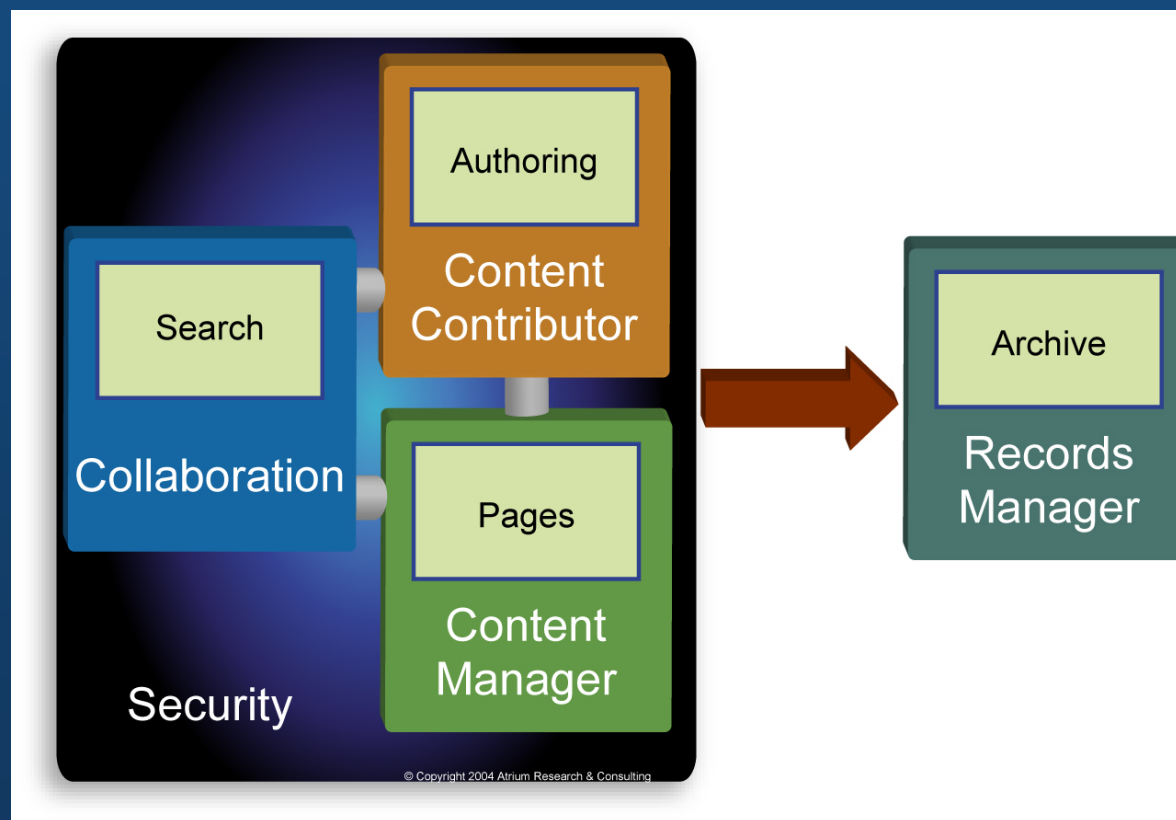 Authoring
Content
Contributor
Search
Collaboration
Pages
Content
Manager
Security
© Copyright 2004 Atrium Research & Consulting
Archive
Records
Manager